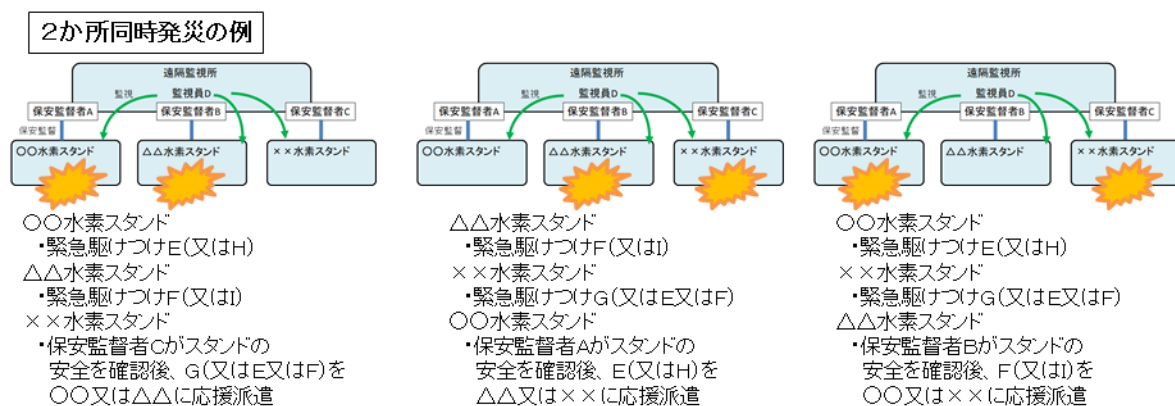 2か所同時発災の例
遠隔監視所
監視 監視員D
保安監督者A 保安監督者B 保安監督者C
保安監督
○○水素スタンド △△水素スタンド ××水素スタンド
○○水素スタンド
・緊急駆けつけE(又はH)
△△水素スタンド
・緊急駆けつけF(又はI)
××水素スタンド
・保安監督者Cがスタンドの
安全を確認後、G(又はE又はF)を
○○又は△△に応援派遣
遠隔監視所
監視 監視員D
保安監督者A 保安監督者B 保安監督者C
保安監督
○○水素スタンド △△水素スタンド ××水素スタンド
△△水素スタンド
・緊急駆けつけF(又はI)
××水素スタンド
・緊急駆けつけG(又はE又はF)
○○水素スタンド
・保安監督者Aがスタンドの
安全を確認後、E(又はH)を
△△又は××に応援派遣
遠隔監視所
監視 監視員D
保安監督者A 保安監督者B 保安監督者C
保安監督
○○水素スタンド △△水素スタンド ××水素スタンド
○○水素スタンド
・緊急駆けつけE(又はH)
××水素スタンド
・緊急駆けつけG(又はE又はF)
△△水素スタンド
・保安監督者Bがスタンドの
安全を確認後、F(又はI)を
○○又は××に応援派遣